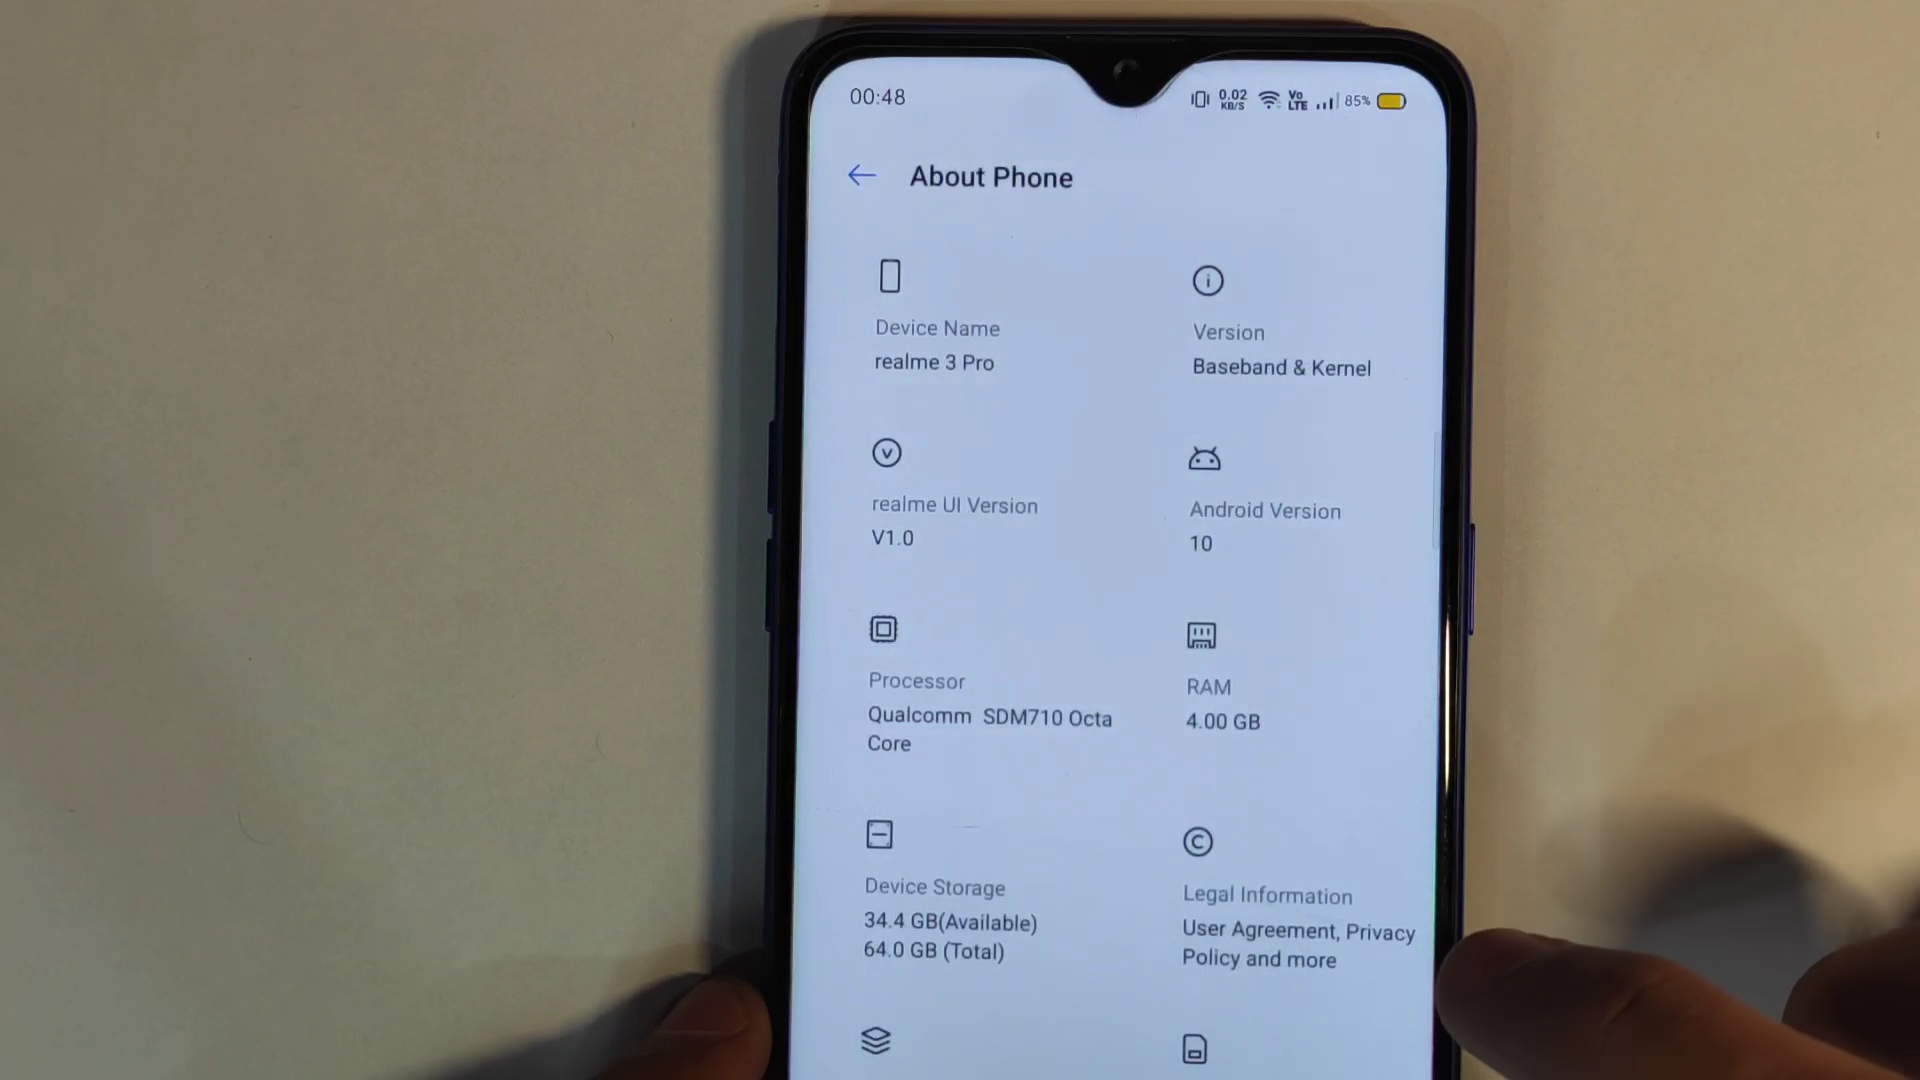 00:48
0.02 KB/S Vo LTE 85%
About Phone
Device Name
realme 3 Pro
Version
Baseband & Kernel
realme UI Version
V1.0
Android Version
10
Processor
Qualcomm SDM710 Octa
Core
RAM
4.00 GB
Device Storage
34.4 GB(Available)
64.0 GB (Total)
Legal Information
User Agreement, Privacy
Policy and more